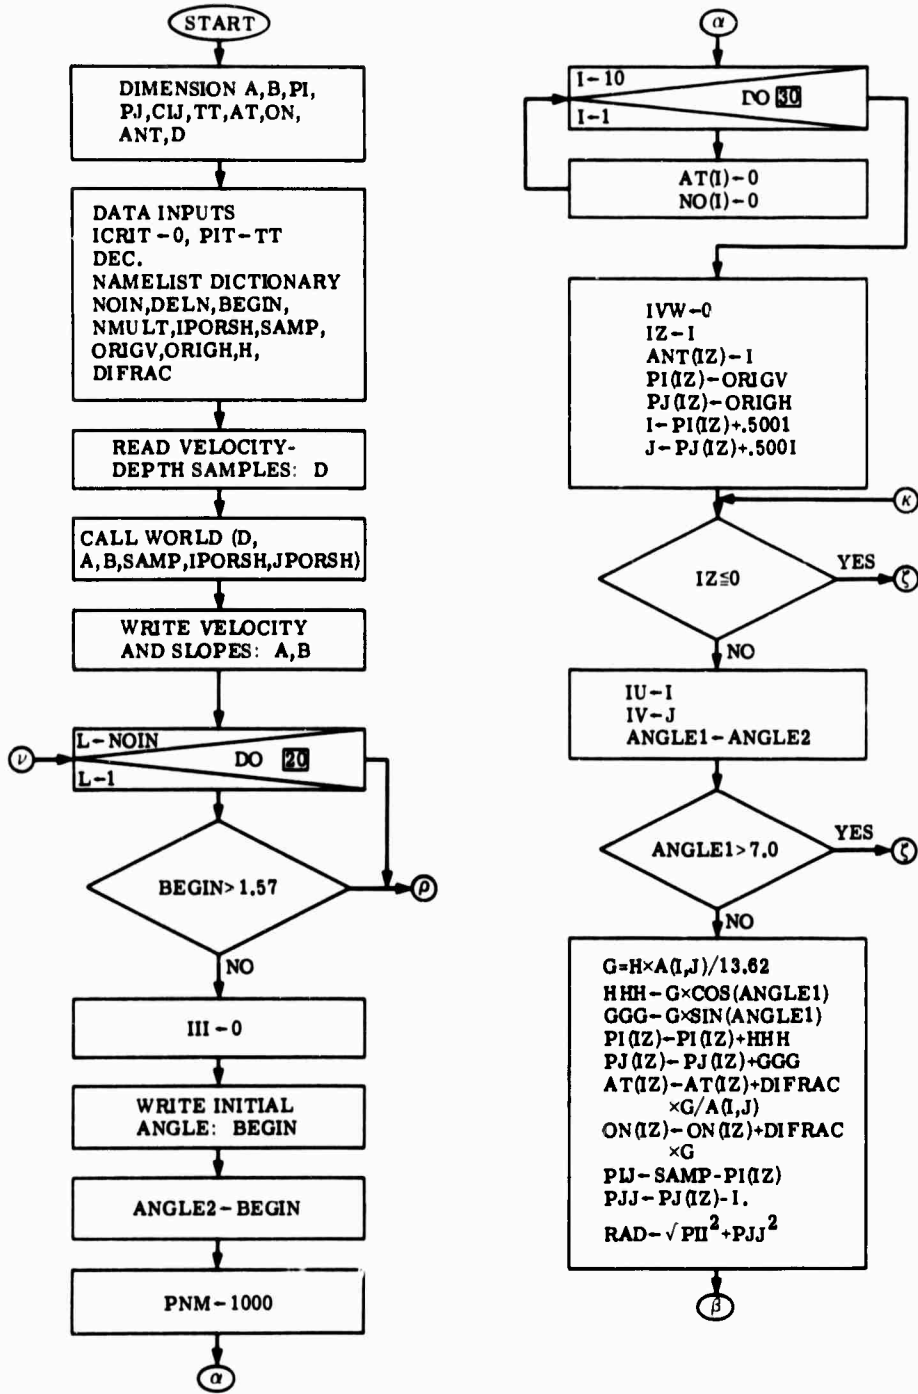 START
DIMENSION A,B,PI,
PJ,CIJ,TT,AT,ON,
ANT,D
DATA INPUTS
ICRIT-0, PIT-TT
DEC.
NAMELIST DICTIONARY
NOIN,DELN,BEGIN,
NMULT,IPORSH,SAMP,
ORIGV,ORIGH,H,
DIFRAC
READ VELOCITY-
DEPTH SAMPLES: D
CALL WORLD (D,
A,B,SAMP,IPORSH,JPORSH)
WRITE VELOCITY
AND SLOPES: A,B
L-NOIN
ν
DO 20
L-1
BEGIN>1.57
ρ
NO
III-0
WRITE INITIAL
ANGLE: BEGIN
ANGLE2-BEGIN
PNM-1000
α
α
I-10
DO 30
I-1
AT(I)-0
NO(I)-0
IVW-0
IZ-I
ANT(IZ)-I
PI(IZ)-ORIGV
PJ(IZ)-ORIGH
I-PI(IZ)+.5001
J-PJ(IZ)+.5001
κ
IZ≦0
YES
ζ
NO
IU-I
IV-J
ANGLE1-ANGLE2
ANGLE1>7.0
YES
ζ
NO
G=H×A(I,J)/13.62
HHH-G×COS(ANGLE1)
GGG-G×SIN(ANGLE1)
PI(IZ)-PI(IZ)+HHH
PJ(IZ)-PJ(IZ)+GGG
AT(IZ)-AT(IZ)+DIFRAC
×G/A(I,J)
ON(IZ)-ON(IZ)+DIFRAC
×G
PIJ-SAMP-PI(IZ)
PJJ-PJ(IZ)-I.
RAD-√PII²+PJJ²
β